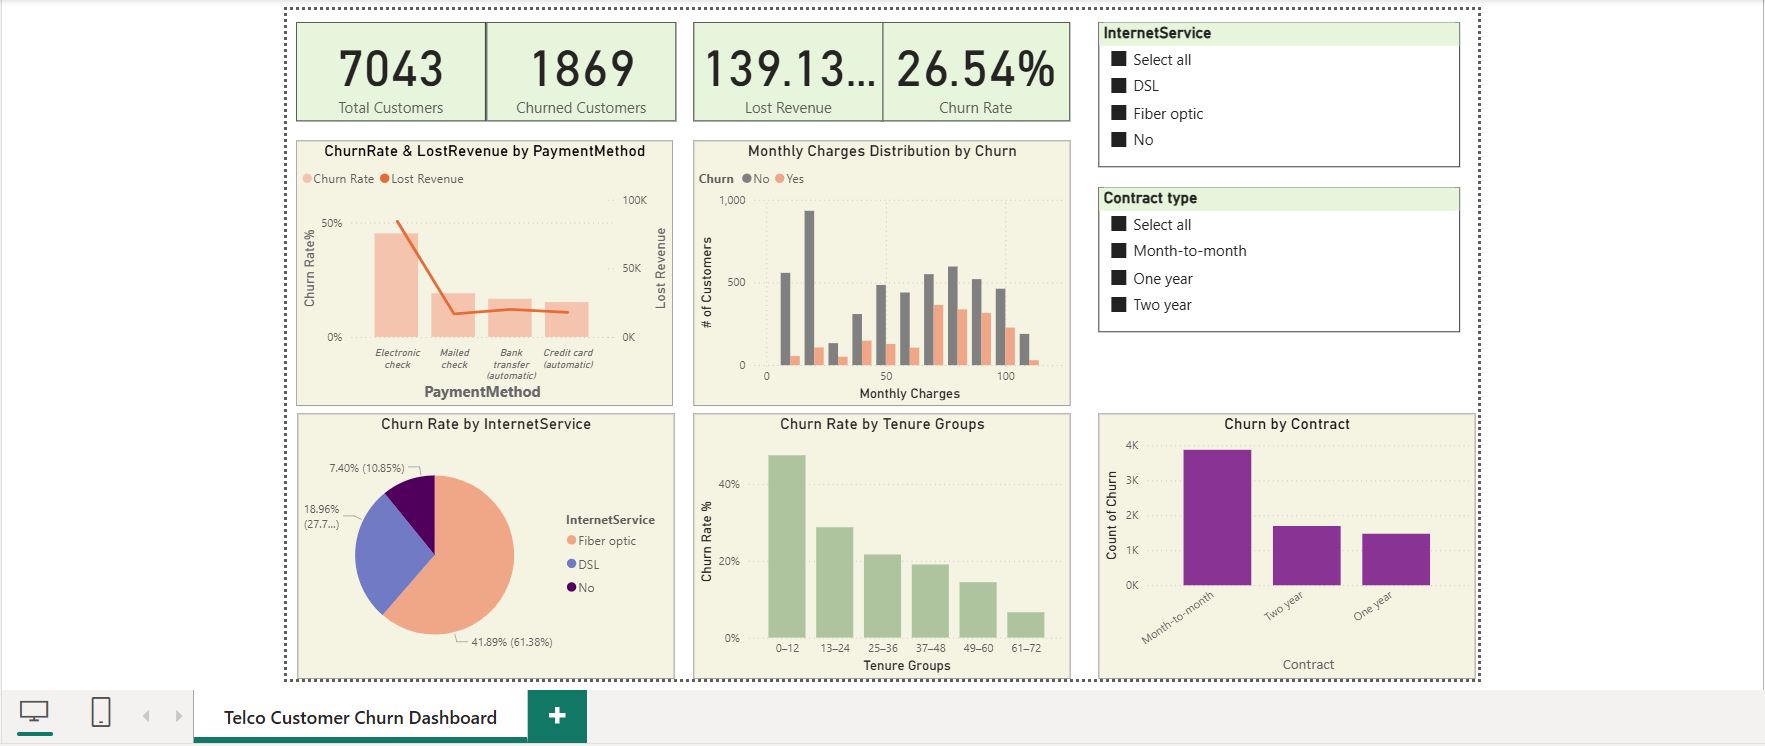 7043
Total Customers
1869
Churned Customers
139.13...
Lost Revenue
26.54%
Churn Rate
InternetService
Select all
DSL
Fiber optic
No
Contract type
Select all
Month-to-month
One year
Two year
ChurnRate & LostRevenue by PaymentMethod
Churn Rate
Lost Revenue
Churn Rate%
50%
0%
100K
50K
0K
Lost Revenue
Electronic
check
Mailed
check
Bank
transfer
(automatic)
Credit card
(automatic)
PaymentMethod
Monthly Charges Distribution by Churn
Churn No Yes
# of Customers
1,000
500
0
0
50
100
Monthly Charges
Churn Rate by InternetService
7.40% (10.85%)
18.96%
(27.7...)
41.89% (61.38%)
InternetService
Fiber optic
DSL
No
Churn Rate by Tenure Groups
Churn Rate %
40%
20%
0%
0–12
13–24
25–36
37–48
49–60
61–72
Tenure Groups
Churn by Contract
Count of Churn
4K
3K
2K
1K
0K
Month-to-month
Two year
One year
Contract
Telco Customer Churn Dashboard